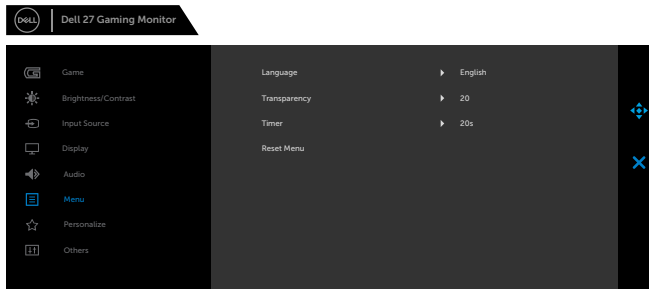 DELL
Dell 27 Gaming Monitor
Game
Brightness/Contrast
Input Source
Display
Audio
Menu
Personalize
Others
Language English
Transparency 20
Timer 20s
Reset Menu